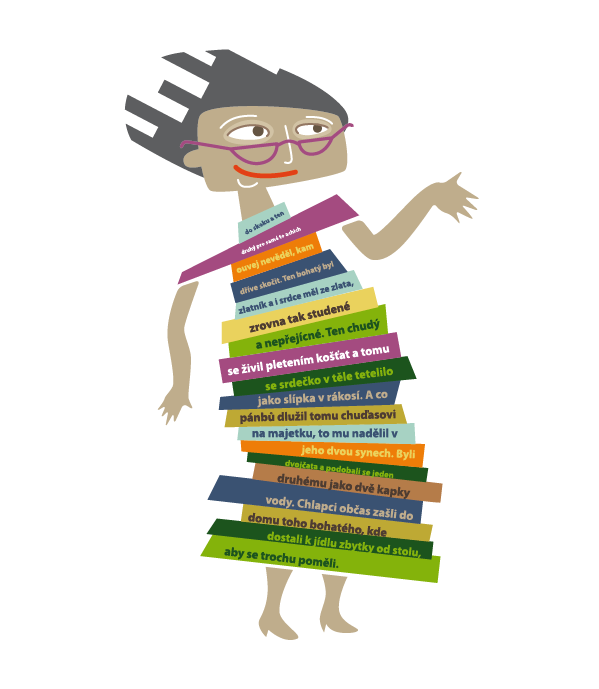 do skoku a ten
druhý pro samé to achich
ouvej nevěděl, kam
dříve skočit. Ten bohatý byl
zlatník a i srdce měl ze zlata,
zrovna tak studené
a nepřejícné. Ten chudý
se živil pletením košťat a tomu
se srdečko v těle tetelilo
jako slípka v rákosí. A co
pánbů dlužil tomu chuďasovi
na majetku, to mu nadělil v
jeho dvou synech. Byli
dvojčata a podobali se jeden
druhému jako dvě kapky
vody. Chlapci občas zašli do
domu toho bohatého, kde
dostali k jídlu zbytky od stolu,
aby se trochu poměli.